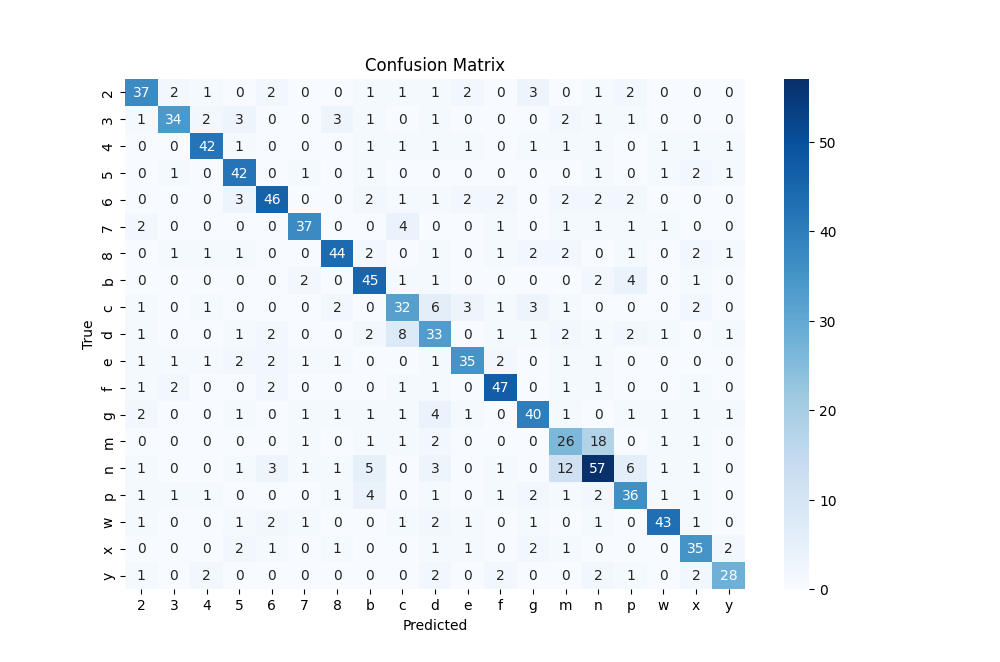 Confusion Matrix
2 37 2 1 0 2 0 0 1 1 1 2 0 3 0 1 2 0 0 0
3 1 34 2 3 0 0 3 1 0 1 0 0 0 2 1 1 0 0 0
4 0 0 42 1 0 0 0 1 1 1 1 0 1 1 1 0 1 1 1
5 0 1 0 42 0 1 0 1 0 0 0 0 0 0 1 0 1 2 1
6 0 0 0 3 46 0 0 2 1 1 2 2 0 2 2 2 0 0 0
7 2 0 0 0 0 37 0 0 4 0 0 1 0 1 1 1 1 0 0
8 0 1 1 1 0 0 44 2 0 1 0 1 2 2 0 1 0 2 1
b 0 0 0 0 0 2 0 45 1 1 0 0 0 0 2 4 0 1 0
c 1 0 1 0 0 0 2 0 32 6 3 1 3 1 0 0 0 2 0
d 1 0 0 1 2 0 0 2 8 33 0 1 1 2 1 2 1 0 1
e 1 1 1 2 2 1 1 0 0 1 35 2 0 1 1 0 0 0 0
f 1 2 0 0 2 0 0 0 1 1 0 47 0 1 1 0 0 1 0
g 2 0 0 1 0 1 1 1 1 4 1 0 40 1 0 1 1 1 1
m 0 0 0 0 0 1 0 1 1 2 0 0 0 26 18 0 1 1 0
n 1 0 0 1 3 1 1 5 0 3 0 1 0 12 57 6 1 1 0
p 1 1 1 0 0 0 1 4 0 1 0 1 2 1 2 36 1 1 0
w 1 0 0 1 2 1 0 0 1 2 1 0 1 0 1 0 43 1 0
x 0 0 0 2 1 0 1 0 0 1 1 0 2 1 0 0 0 35 2
y 1 0 2 0 0 0 0 0 0 2 0 2 0 0 2 1 0 2 28
2 3 4 5 6 7 8 b c d e f g m n p w x y
Predicted
True
50
40
30
20
10
0